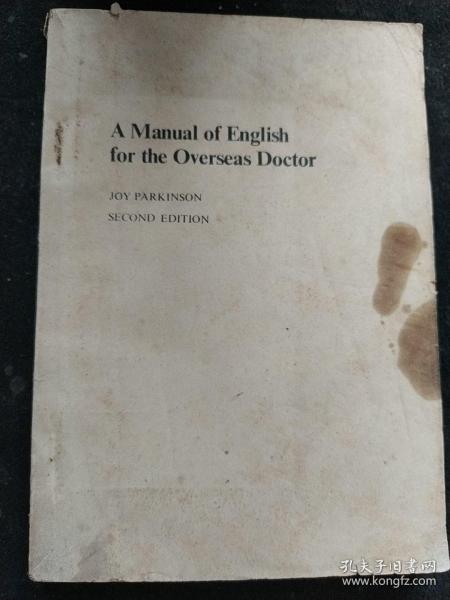 A Manual of English
for the Overseas Doctor
JOY PARKINSON
SECOND EDITION
孔夫子旧书网
www.kongfz.com